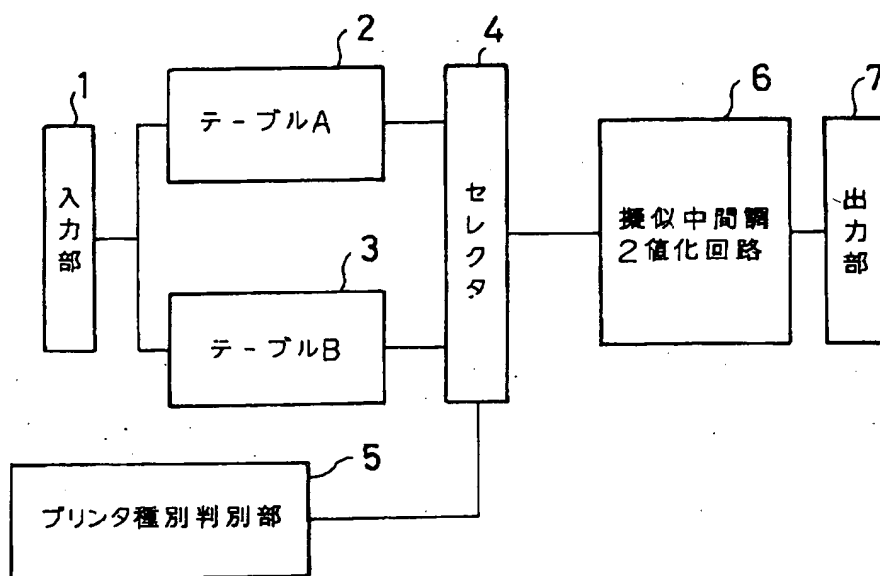 1
入力部
2
テーブルA
3
テーブルB
4
セレクタ
5
プリンタ種別判別部
6
擬似中間調
2値化回路
7
出力部